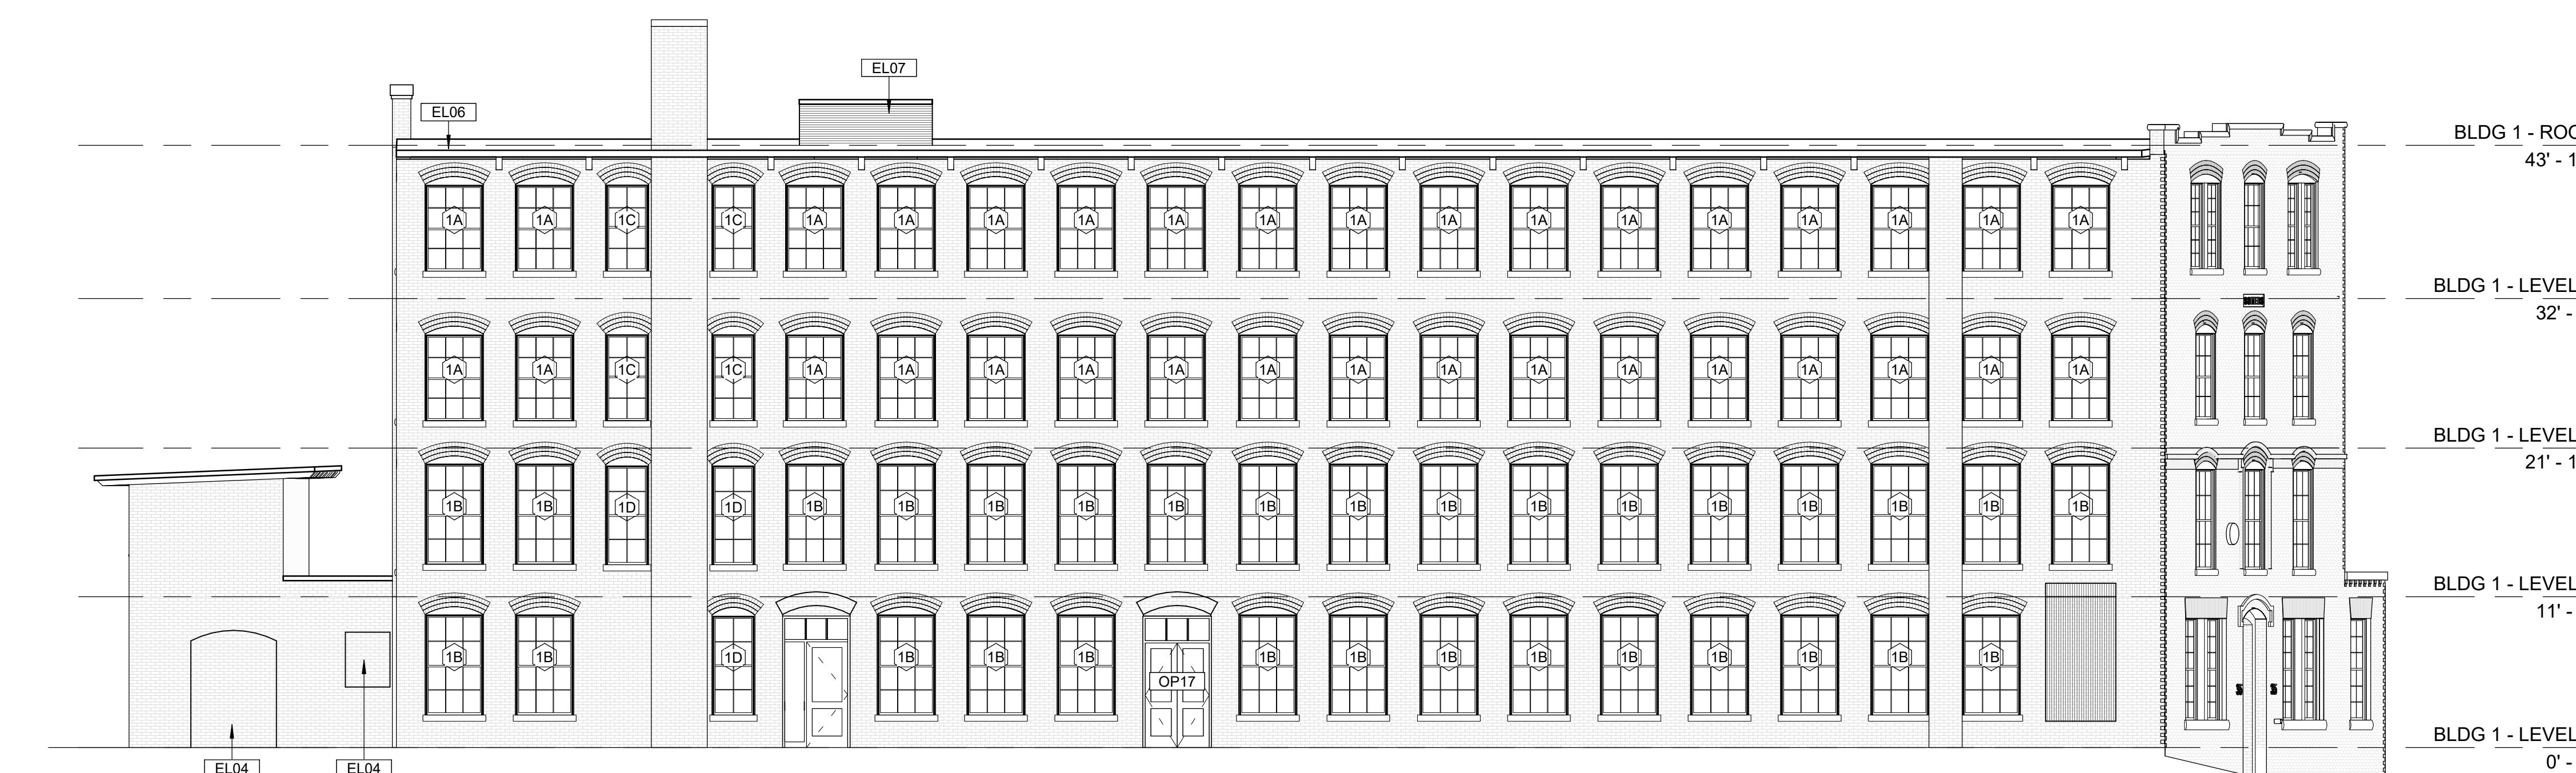 EL07
EL06
BLDG 1 - ROO
43' - 1
1A 1A 1C 1C 1A 1A 1A 1A 1A 1A 1A 1A 1A 1A 1A 1A 1A 1A 1A
BLDG 1 - LEVEL
32' -
1A 1A 1C 1C 1A 1A 1A 1A 1A 1A 1A 1A 1A 1A 1A 1A 1A 1A 1A
BLDG 1 - LEVEL
21' - 1
1B 1B 1D 1D 1B 1B 1B 1B 1B 1B 1B 1B 1B 1B 1B 1B 1B 1B 1B
BLDG 1 - LEVEL
11' -
1B 1B 1D 1B 1B 1B 1B 1B 1B 1B 1B 1B 1B 1B 1B
OP17
BLDG 1 - LEVEL
0' -
EL04
EL04